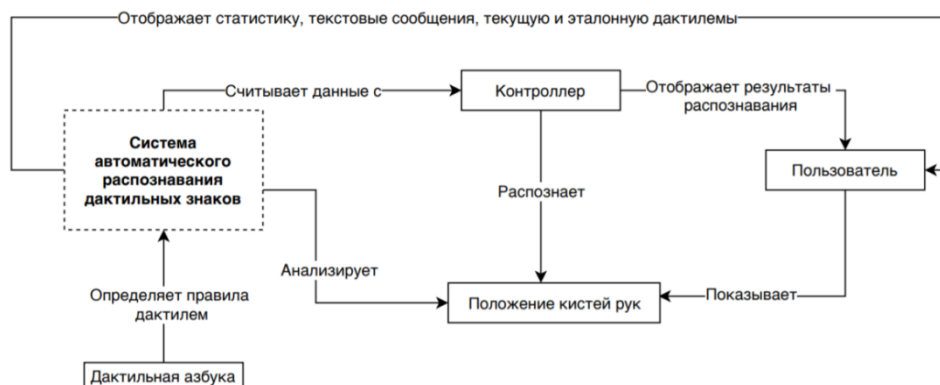 Отображает статистику, текстовые сообщения, текущую и эталонную дактилемы
Считывает данные с
Контроллер
Отображает результаты
распознавания
Система
автоматического
распознавания
дактильных знаков
Пользователь
Распознает
Анализирует
Определяет правила
дактилем
Положение кистей рук
Показывает
Дактильная азбука